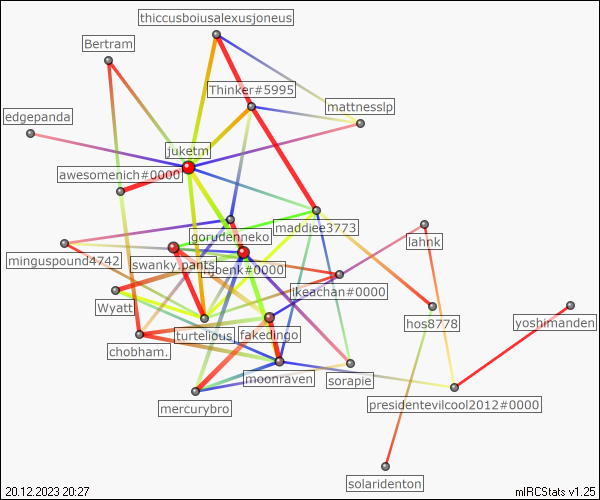 thiccusboiusalexusjoneus
Bertram
Thinker#5995
mattnesslp
edgepanda
juketm
awesomenich#0000
maddiee3773
gorudenneko
lahnk
minguspound4742
swanky.pants
benk#0000
ikeachan#0000
Wyatt
hos8778
yoshimanden
turtelious.
fakedingo
chobham.
moonraven
sorapie
mercurybro
presidentevilcool2012#0000
solaridenton
20.12.2023 20:27
mIRCStats v1.25